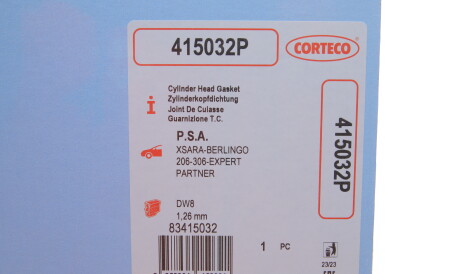 415032P
CORTECO
Cylinder Head Gasket
Zylinderkopfdichtung
Joint De Culasse
Guarnizione T.C.
P.S.A.
XSARA-BERLINGO
206-306-EXPERT
PARTNER
415032P
DW8
1,26 mm
83415032
1 PC
23/23